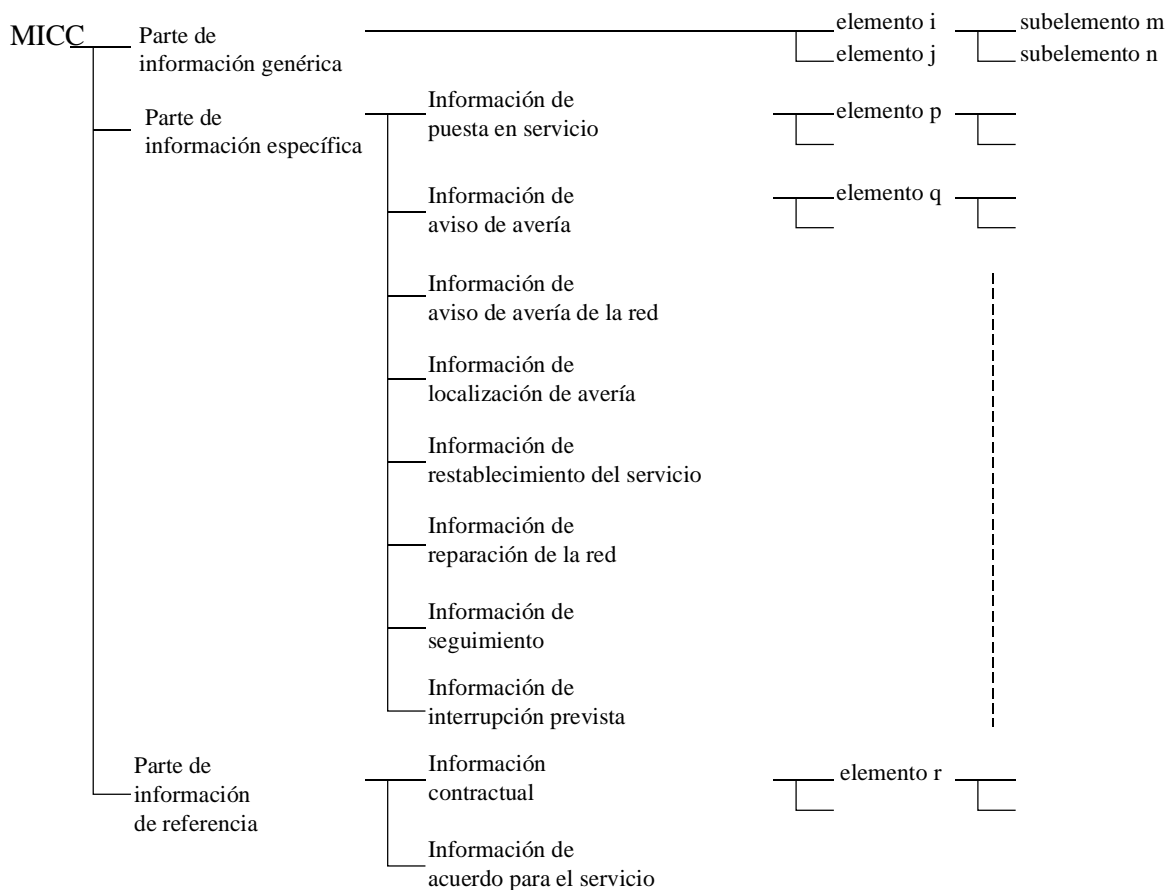 MICC
Parte de
información genérica
elemento i
subelemento m
elemento j
subelemento n
Parte de
información específica
Información de
puesta en servicio
elemento p
Información de
aviso de avería
elemento q
Información de
aviso de avería de la red
Información de
localización de avería
Información de
restablecimiento del servicio
Información de
reparación de la red
Información de
seguimiento
Información de
interrupción prevista
Parte de
información
de referencia
Información
contractual
elemento r
Información de
acuerdo para el servicio